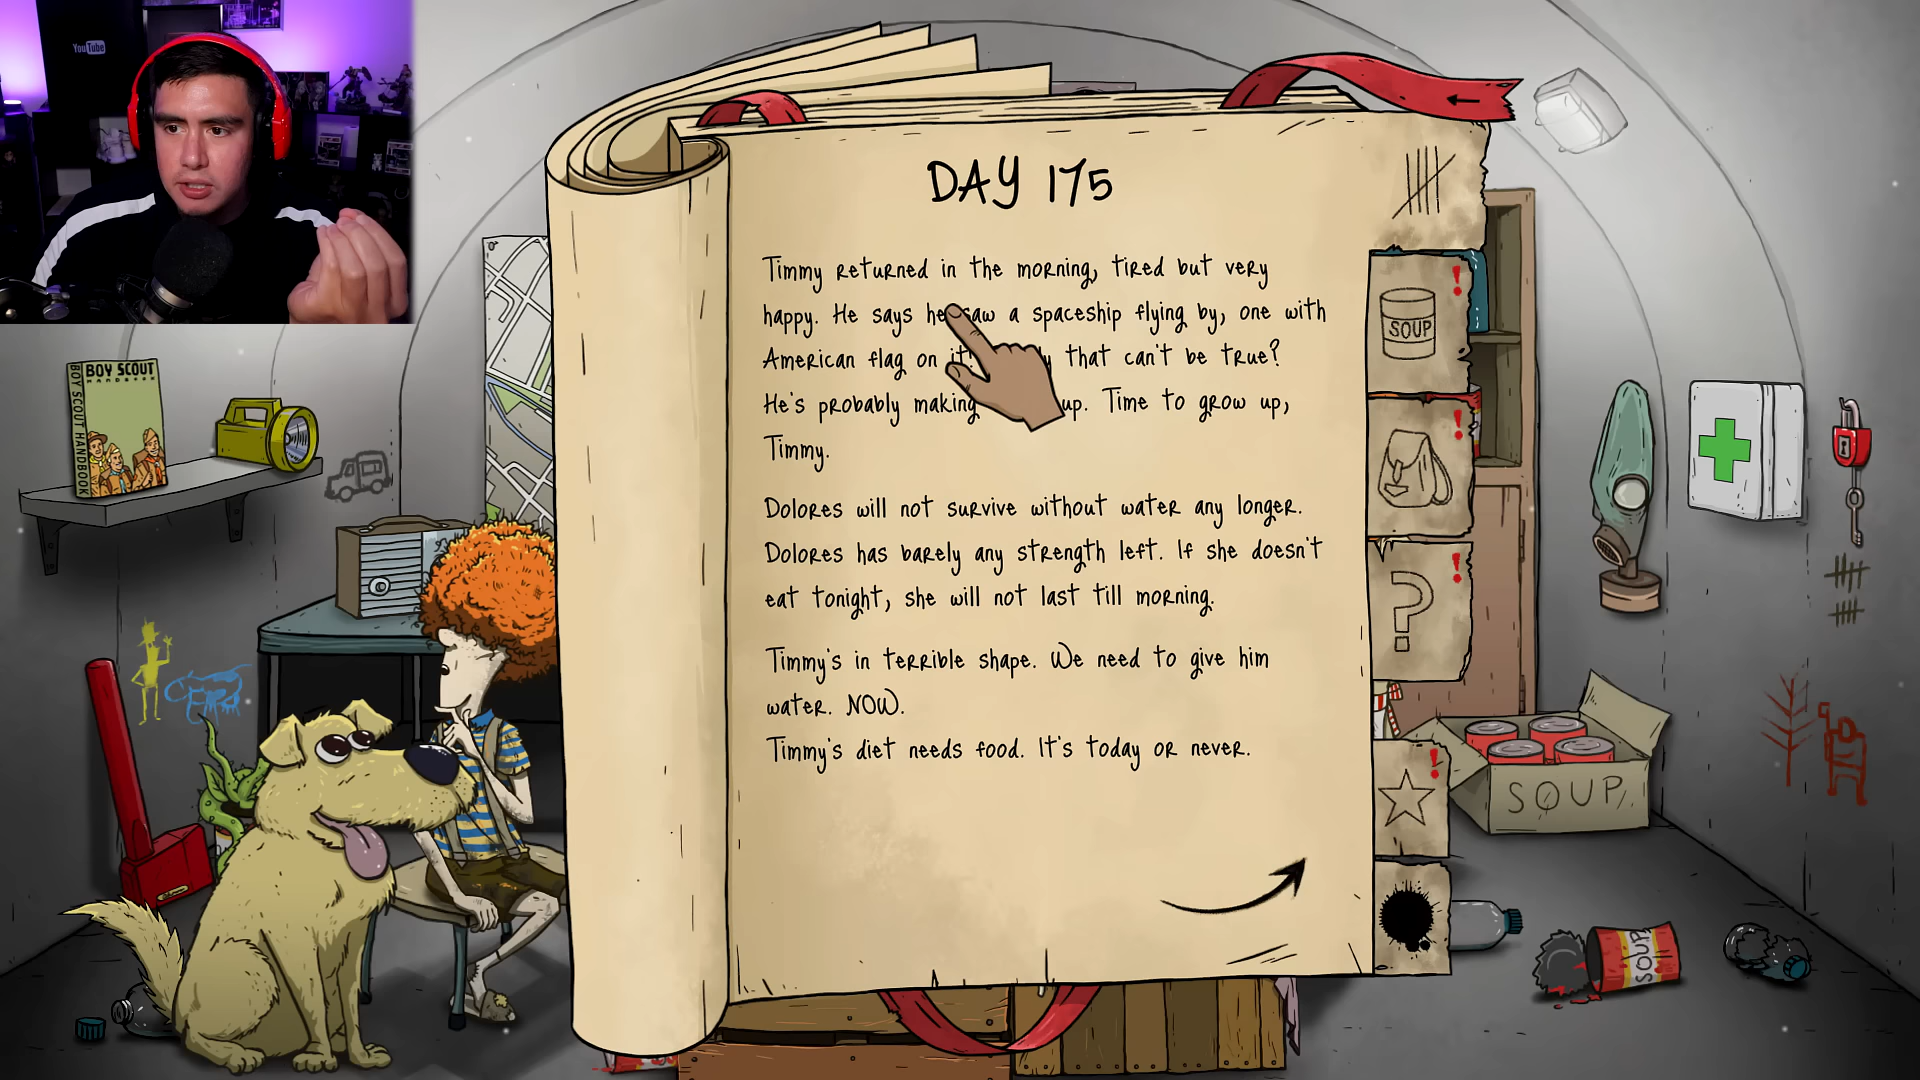 YouTube
DAY 175
Timmy returned in the morning, tired but very
happy. He says he saw a spaceship flying by, one with
American flag on it! that can't be true?
He's probably making up. Time to grow up,
Timmy.
Dolores will not survive without water any longer.
Dolores has barely any strength left. If she doesn't
eat tonight, she will not last till morning.
Timmy's in terrible shape. We need to give him
water. NOW.
Timmy's diet needs food. It's today or never.
SOUP
BOY SCOUT
HANDBOOK
BOY SCOUT HANDBOOK
SOUP
SOUP